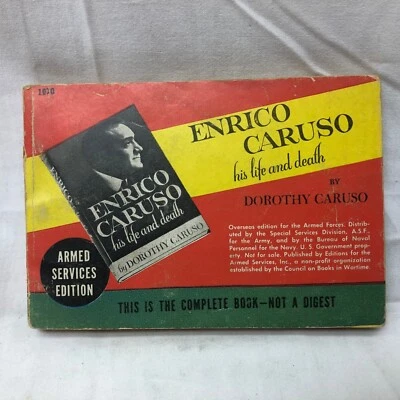 ENRICO
CARUSO
his life and death
BY
DOROTHY CARUSO
ENRICO
CARUSO
his life and death
by DOROTHY CARUSO
Overseas edition for the Armed Forces. Distrib-
uted by the Special Services Division, A.S.F.,
for the Army, and by the Bureau of Naval
Personnel for the Navy. U. S. Government prop-
erty. Not for sale. Published by Editions for the
Armed Services, Inc., a non-profit organization
established by the Council on Books in Wartime.
ARMED
SERVICES
EDITION
THIS IS THE COMPLETE BOOK—NOT A DIGEST